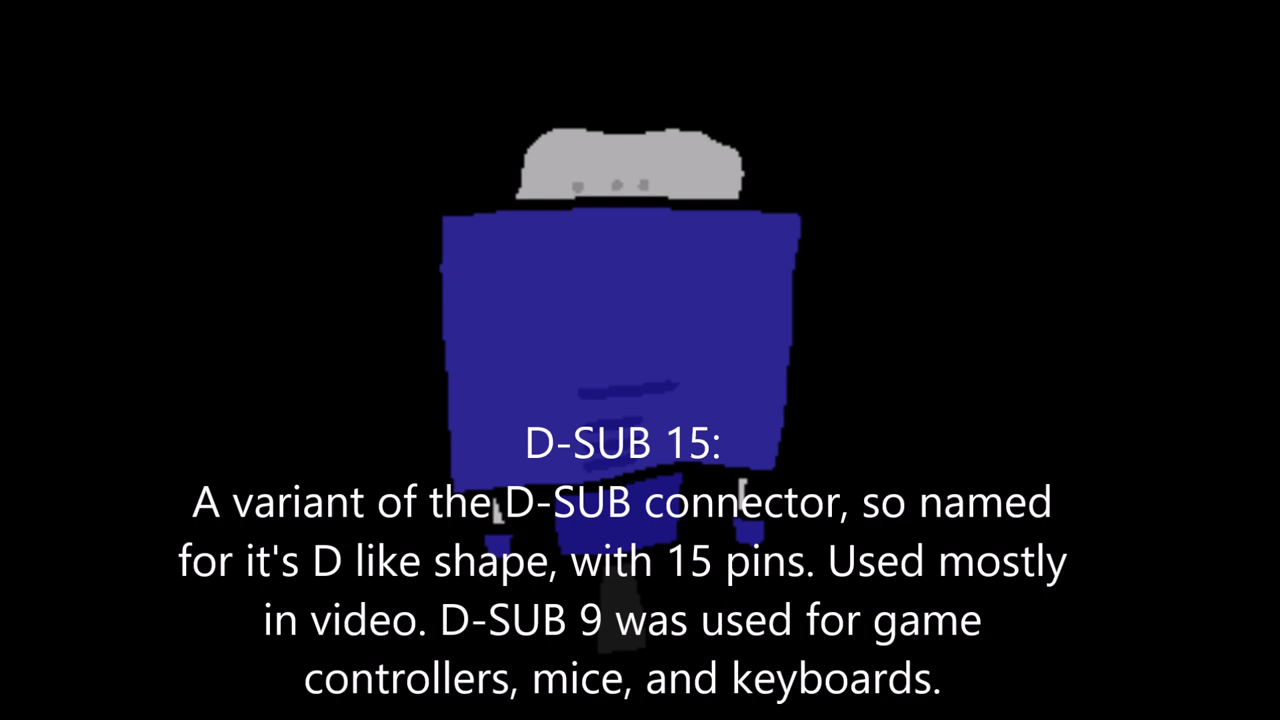 D-SUB 15:
A variant of the D-SUB connector, so named
for it's D like shape, with 15 pins. Used mostly
in video. D-SUB 9 was used for game
controllers, mice, and keyboards.